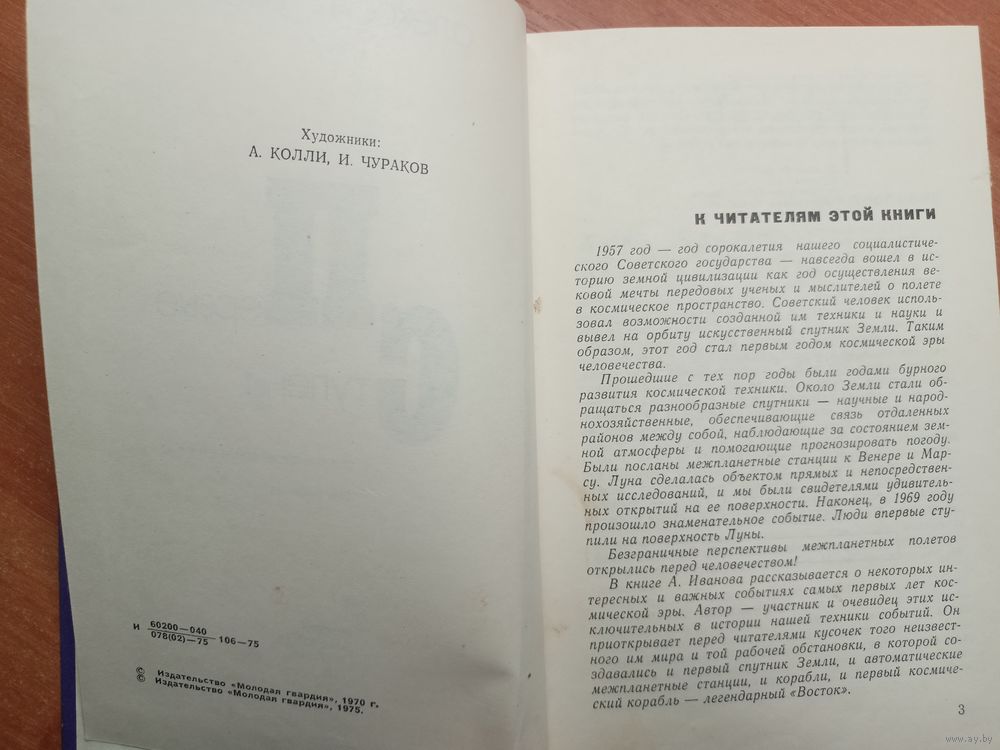 Художники:
А. КОЛЛИ, И. ЧУРАКОВ
И 60200—040
078(02)—75 106—75
© Издательство «Молодая гвардия», 1970 г.
© Издательство «Молодая гвардия», 1975.
К ЧИТАТЕЛЯМ ЭТОЙ КНИГИ
1957 год — год сорокалетия нашего социалистиче-
ского Советского государства — навсегда вошел в ис-
торию земной цивилизации как год осуществления ве-
ковой мечты передовых ученых и мыслителей о полете
в космическое пространство. Советский человек исполь-
зовал возможности созданной им техники и науки и
вывел на орбиту искусственный спутник Земли. Таким
образом, этот год стал первым годом космической эры
человечества.
Прошедшие с тех пор годы были годами бурного
развития космической техники. Около Земли стали об-
ращаться разнообразные спутники — научные и народ-
нохозяйственные, обеспечивающие связь отдаленных
районов между собой, наблюдающие за состоянием зем-
ной атмосферы и помогающие прогнозировать погоду.
Были посланы межпланетные станции к Венере и Мар-
су. Луна сделалась объектом прямых и непосредствен-
ных исследований, и мы были свидетелями удивитель-
ных открытий на ее поверхности. Наконец, в 1969 году
произошло знаменательное событие. Люди впервые сту-
пили на поверхность Луны.
Безграничные перспективы межпланетных полетов
открылись перед человечеством!
В книге А. Иванова рассказывается о некоторых ин-
тересных и важных событиях самых первых лет кос-
мической эры. Автор — участник и очевидец этих ис-
ключительных в истории нашей техники событий. Он
приоткрывает перед читателями кусочек того неизвест-
ного им мира и той рабочей обстановки, в которой со-
здавались и первый спутник Земли, и автоматические
межпланетные станции, и корабли, и первый космиче-
ский корабль — легендарный «Восток».
3
www.ay.by